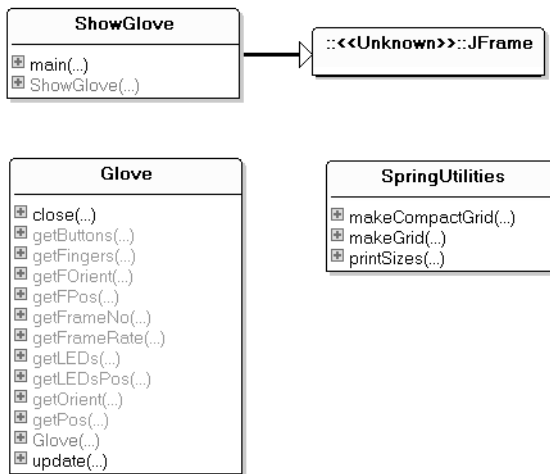 ShowGlove
main(...)
ShowGlove(...)
::<<Unknown>>::JFrame
Glove
close(...)
getButtons(...)
getFingers(...)
getFOrient(...)
getFPos(...)
getFrameNo(...)
getFrameRate(...)
getLEDs(...)
getLEDsPos(...)
getOrient(...)
getPos(...)
Glove(...)
update(...)
SpringUtilities
makeCompactGrid(...)
makeGrid(...)
printSizes(...)